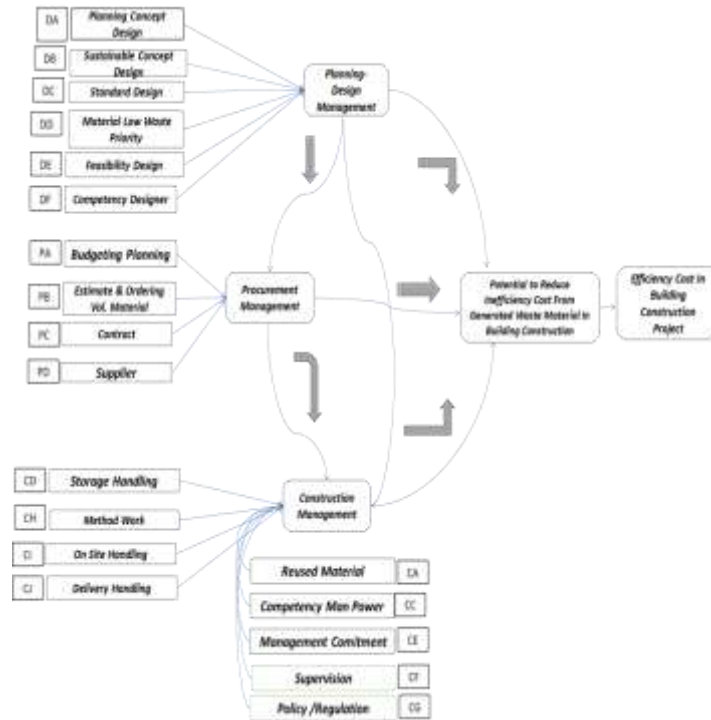 DA
Planning Concept
Design
DB
Sustainable Concept
Design
DC
Standard Design
DD
Material Low Waste
Priority
DE
Feasibility Design
DF
Competency Designer
Planning-
Design
Management
PA
Budgeting Planning
PB
Estimate & Ordering
Vol. Material
PC
Contract
PD
Supplier
Procurement
Management
Potential to Reduce
Inefficiency Cost From
Generated Waste Material in
Building Construction
Efficiency Cost in
Building
Construction
Project
CD
Storage Handling
CH
Method Work
CI
On Site Handling
CJ
Delivery Handling
Construction
Management
Reused Material
CA
Competency Man Power
CC
Management Comitment
CE
Supervision
CF
Policy /Regulation
CG